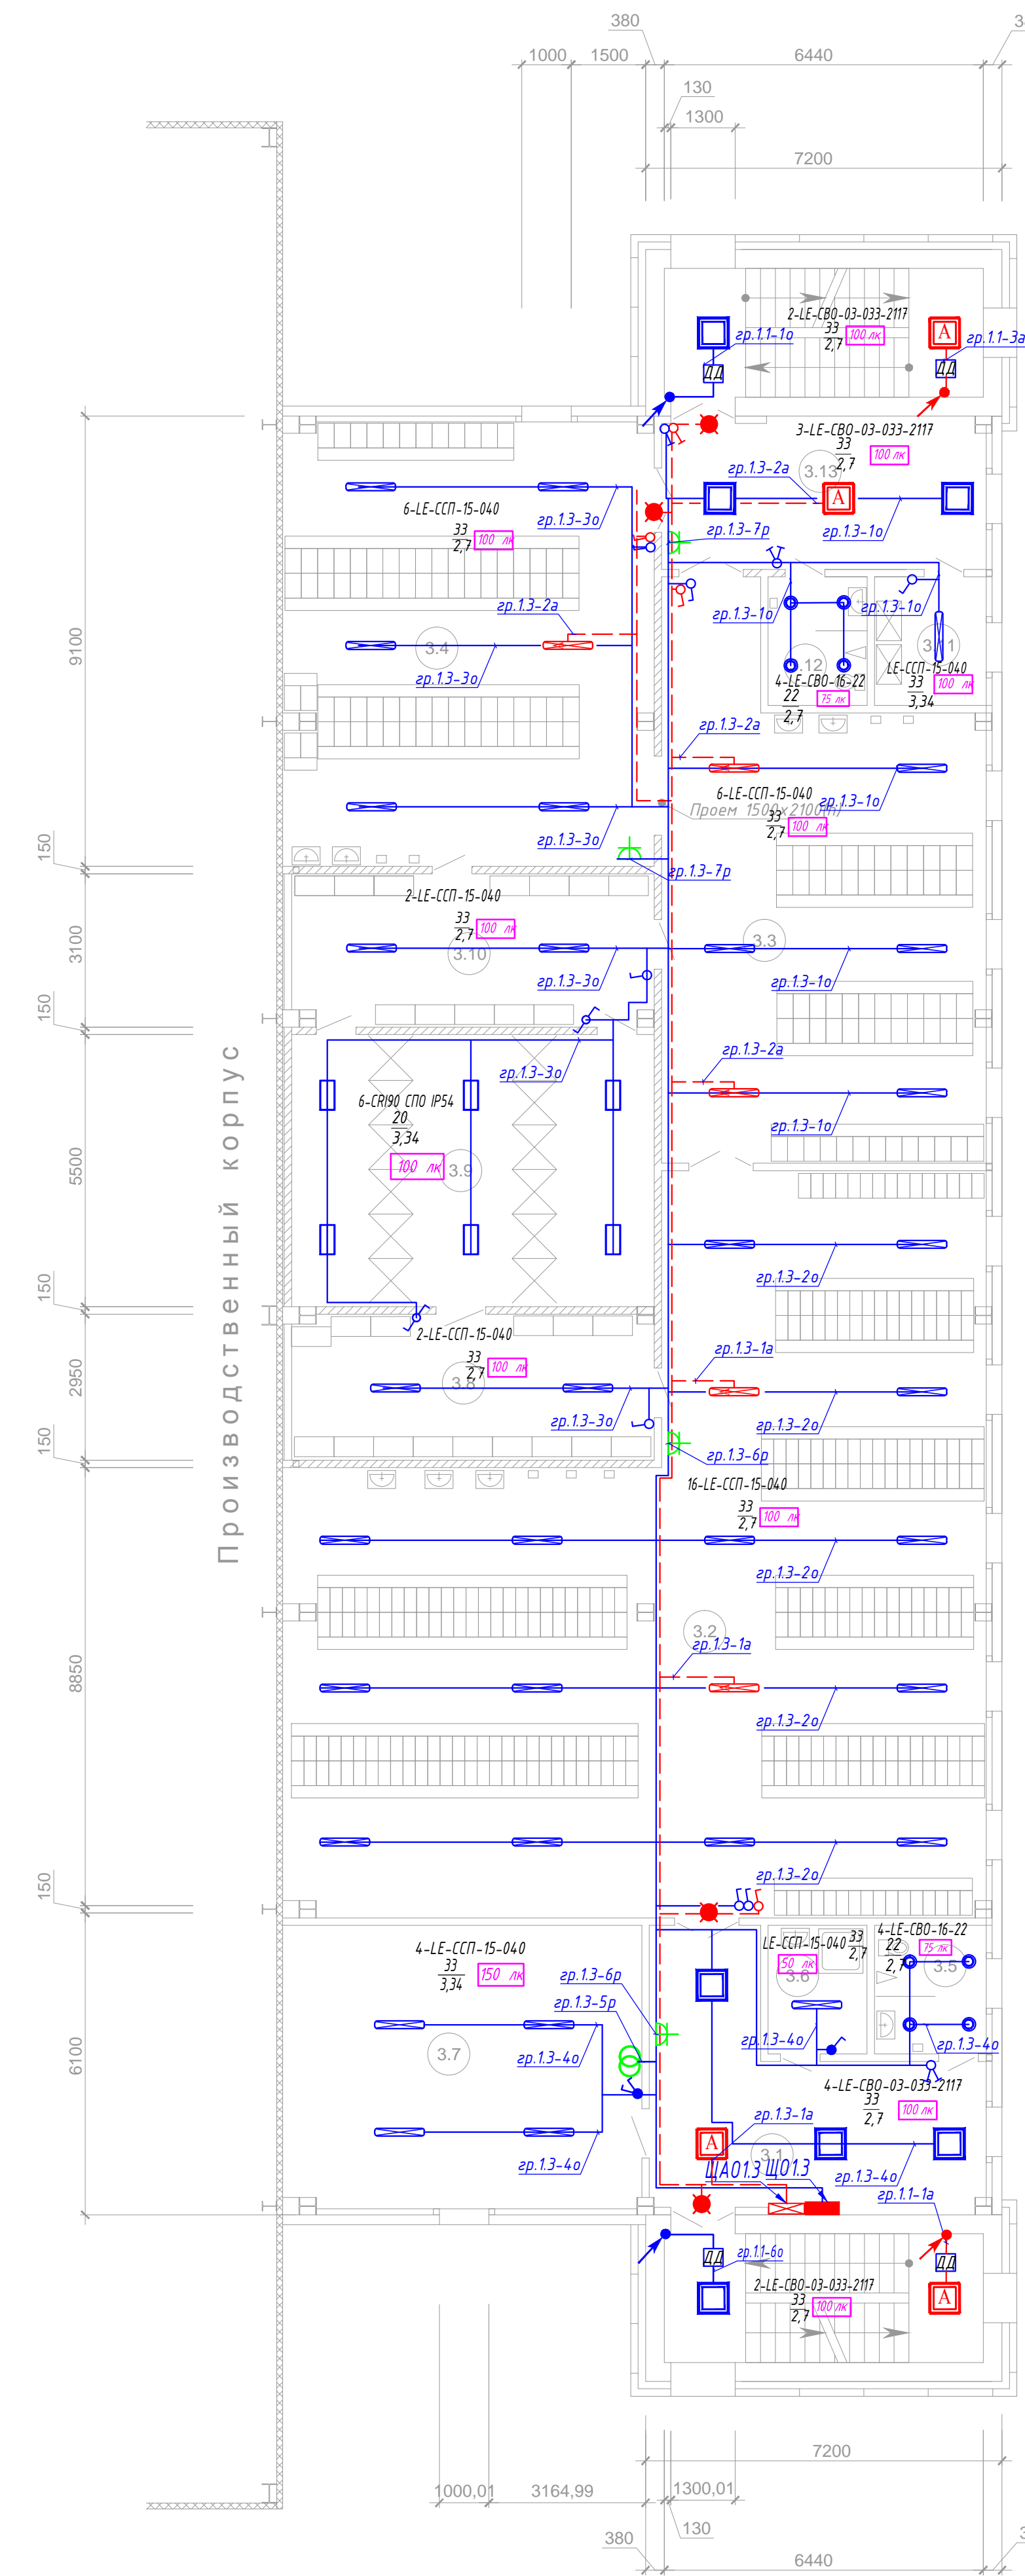 380
1000
1500
6440
130
1300
7200
2-LE-СВО-03-033-2117
33
2,7
100 лк
А
гр.1.1-1о
гр.1.1-3а
ДД
ДД
3-LE-СВО-03-033-2117
33
2,7
100 лк
3.13
гр.1.3-2а
А
гр.1.3-3о
гр.1.3-1о
6-LE-ССП-15-040
33
2,7
100 лк
гр.1.3-7р
гр.1.3-2а
гр.1.3-1о
гр.1.3-1о
3.4
гр.1.3-3о
3.12
3.11
4-LE-СВО-16-22
22
2,7
75 лк
LE-ССП-15-040
33
3,34
100 лк
9100
гр.1.3-2а
6-LE-ССП-15-040
33
2,7
100 лк
гр.1.3-1о
Проем 1500х2100(h)
гр.1.3-3о
гр.1.3-7р
150
2-LE-ССП-15-040
33
2,7
100 лк
3.10
3.3
3100
гр.1.3-3о
гр.1.3-1о
150
гр.1.3-2а
гр.1.3-3о
6-CRI90 СПО IP54
20
3,34
100 лк
3.9
гр.1.3-1о
5500
Производственный корпус
гр.1.3-2о
150
2-LE-ССП-15-040
33
2,7
100 лк
3.8
гр.1.3-1а
2950
гр.1.3-3о
гр.1.3-2о
150
гр.1.3-6р
16-LE-ССП-15-040
33
2,7
100 лк
гр.1.3-2о
3.2
гр.1.3-1а
8850
гр.1.3-2о
гр.1.3-2о
150
4-LE-ССП-15-040
33
3,34
150 лк
LE-ССП-15-040
33
2,7
50 лк
3.6
4-LE-СВО-16-22
22
2,7
75 лк
3.5
гр.1.3-6р
гр.1.3-5р
3.7
гр.1.3-4о
гр.1.3-4о
гр.1.3-4о
6100
4-LE-СВО-03-033-2117
33
2,7
100 лк
гр.1.3-1а
А
3.1
гр.1.3-4о
гр.1.3-4о
ЩАО1.3
ЩО1.3
гр.1.1-1а
ДД
гр.1.1-6о
ДД
2-LE-СВО-03-033-2117
33
2,7
100 лк
А
7200
1000,01
3164,99
1300,01
130
380
6440